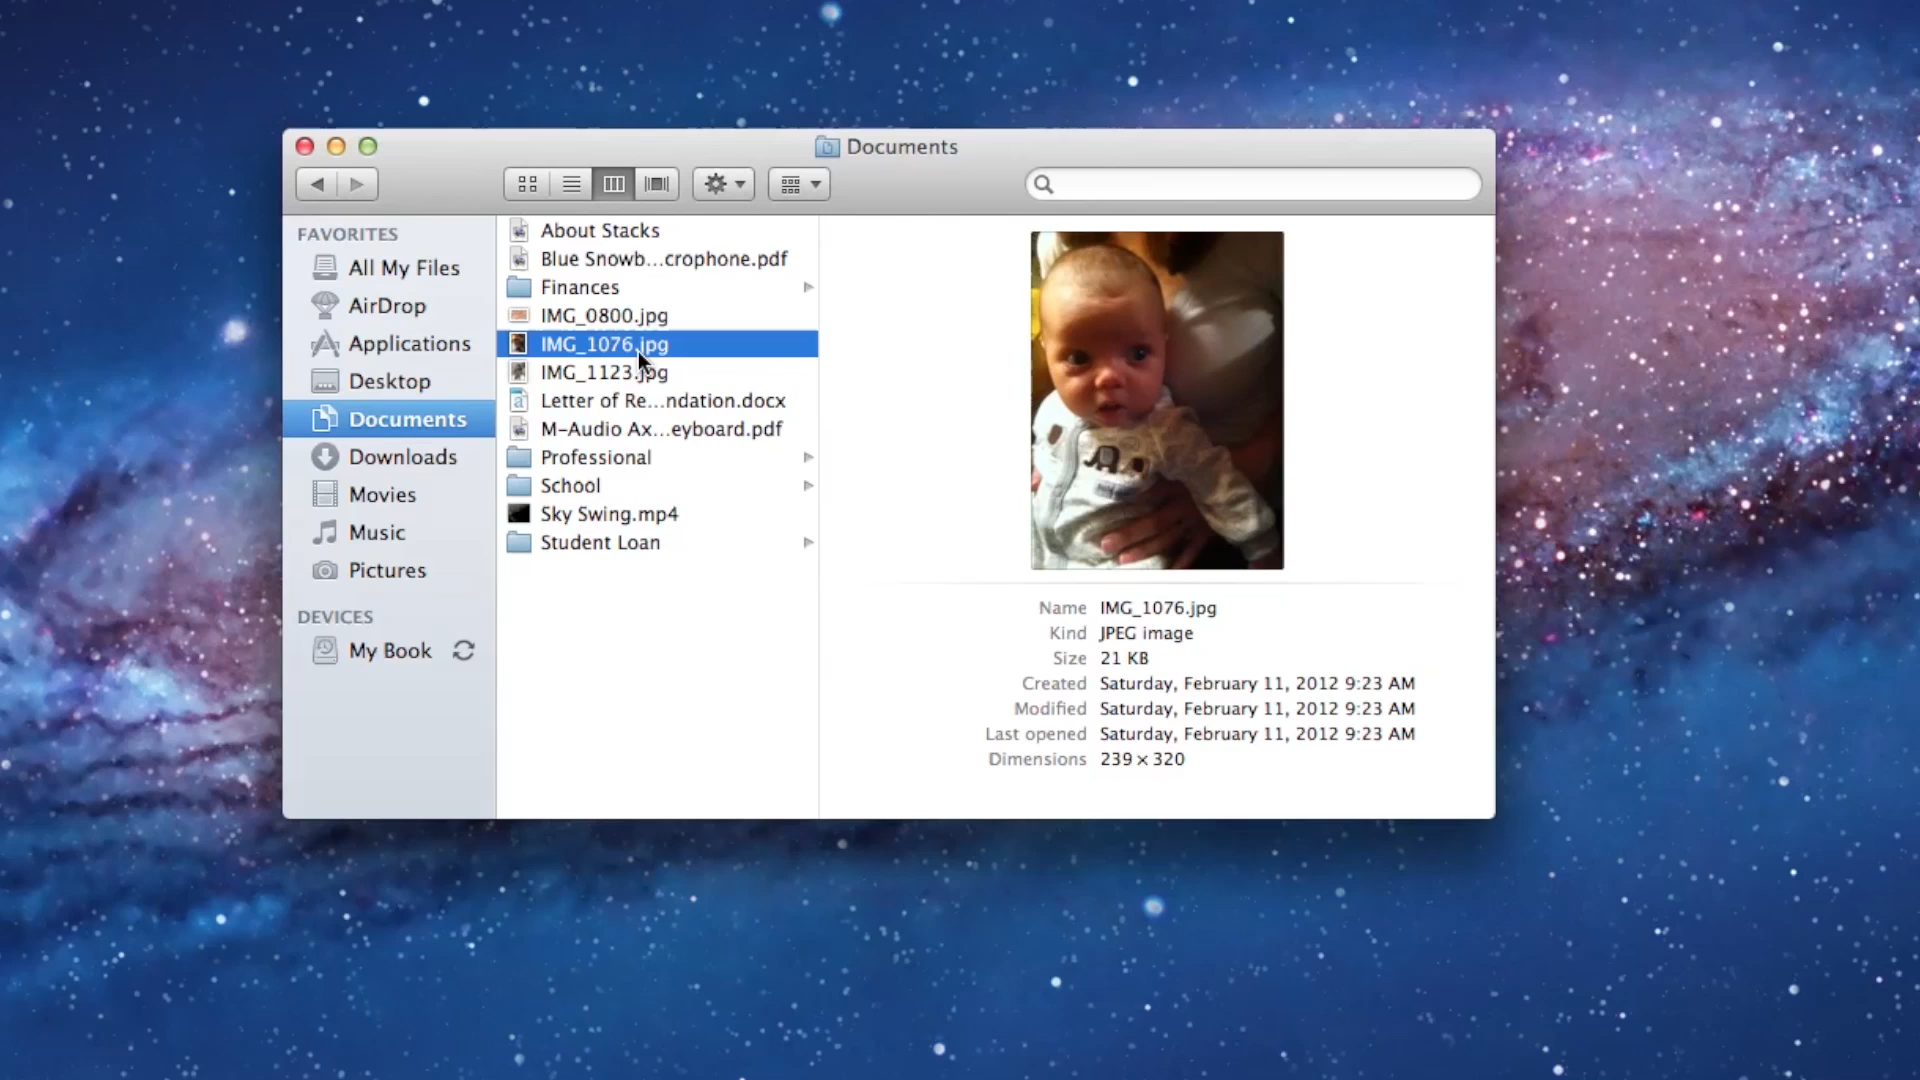 Documents
FAVORITES
All My Files
AirDrop
Applications
Desktop
Documents
Downloads
Movies
Music
Pictures
DEVICES
My Book
About Stacks
Blue Snowb...crophone.pdf
Finances
IMG_0800.jpg
IMG_1076.jpg
IMG_1123.jpg
Letter of Re...ndation.docx
M-Audio Ax...eyboard.pdf
Professional
School
Sky Swing.mp4
Student Loan
Name IMG_1076.jpg
Kind JPEG image
Size 21 KB
Created Saturday, February 11, 2012 9:23 AM
Modified Saturday, February 11, 2012 9:23 AM
Last opened Saturday, February 11, 2012 9:23 AM
Dimensions 239 × 320